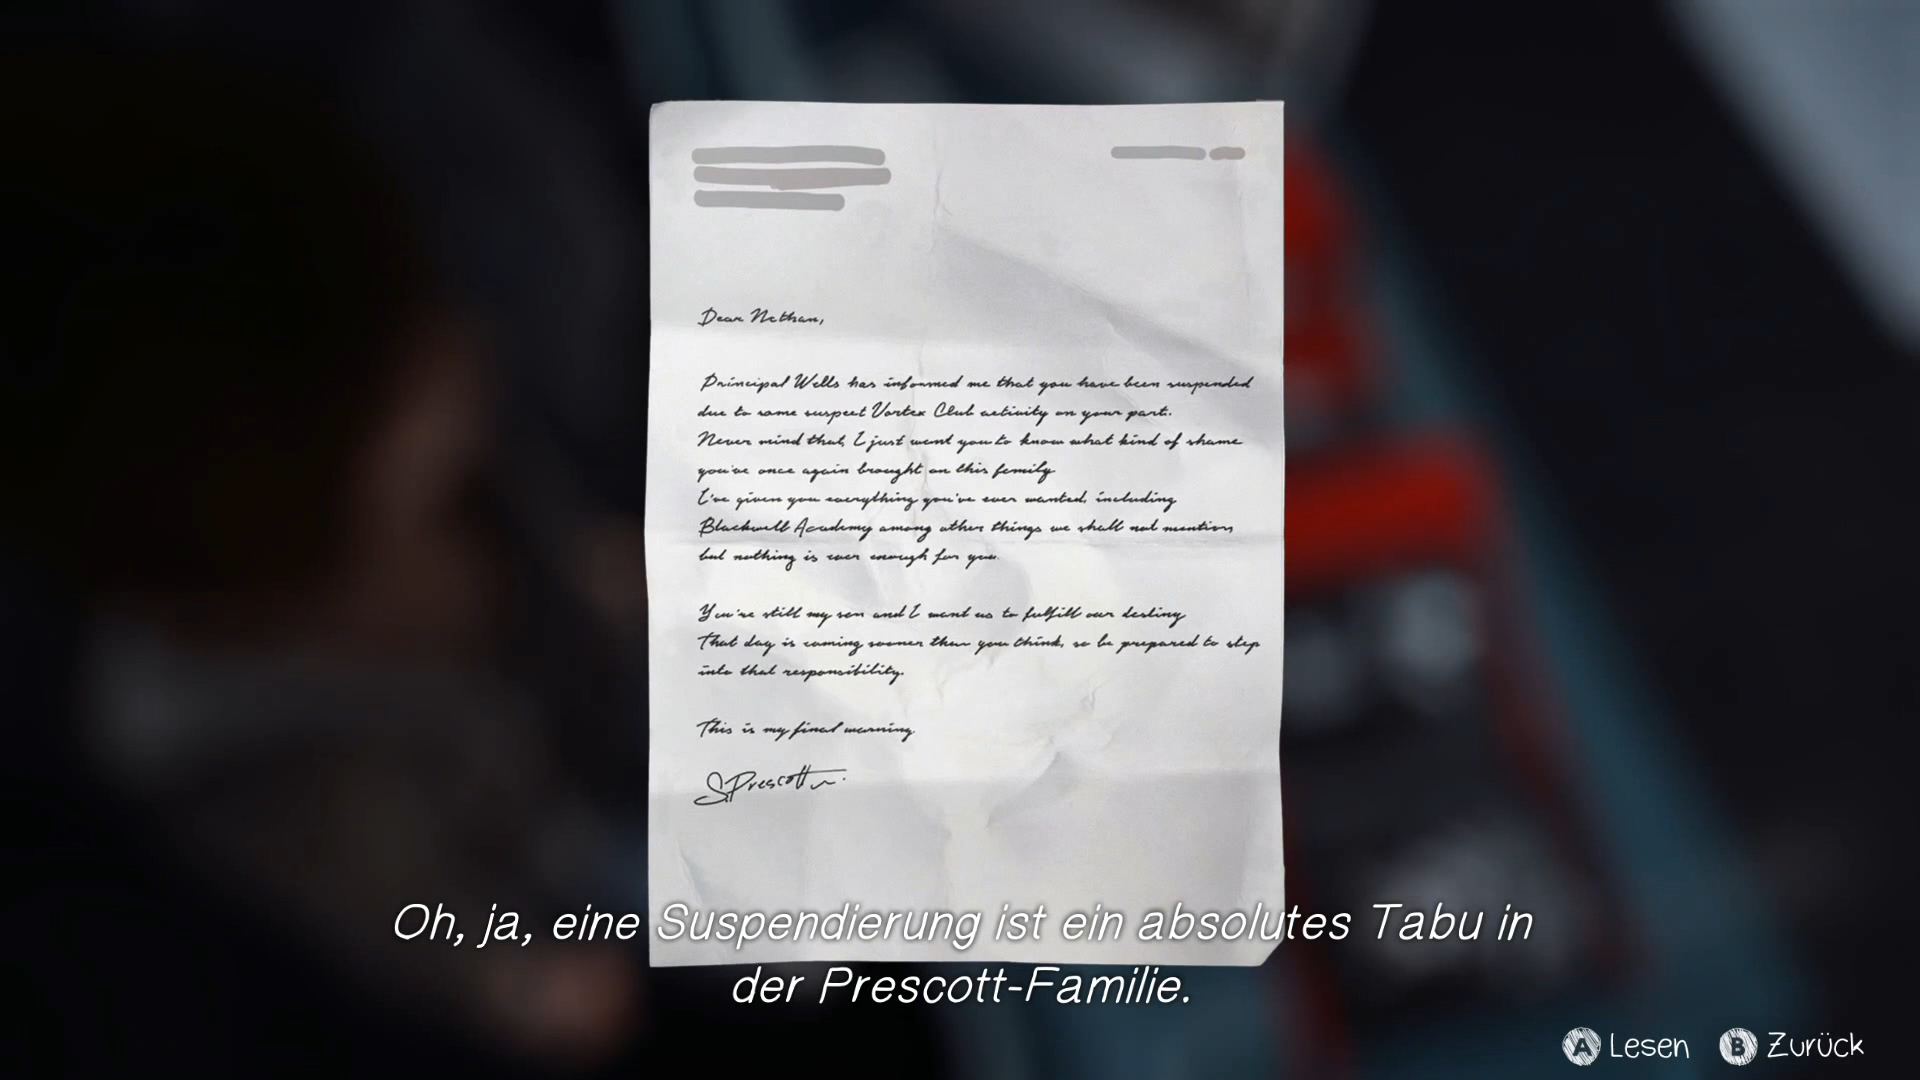 Dear Nathan,
Principal Wells has informed me that you have been suspended
due to some suspect Vortex Club activity on your part.
Never mind that, I just want you to know what kind of shame
you've once again brought on this family
I've given you everything you've ever wanted, including
Blackwell Academy among other things we shall not mention
but nothing is ever enough for you.
You're still my son and I want us to fulfill our destiny
That day is coming sooner than you think, so be prepared to step
into that responsibility.
This is my final warning
S.Prescott
Oh, ja, eine Suspendierung ist ein absolutes Tabu in
der Prescott-Familie.
A Lesen B Zurück